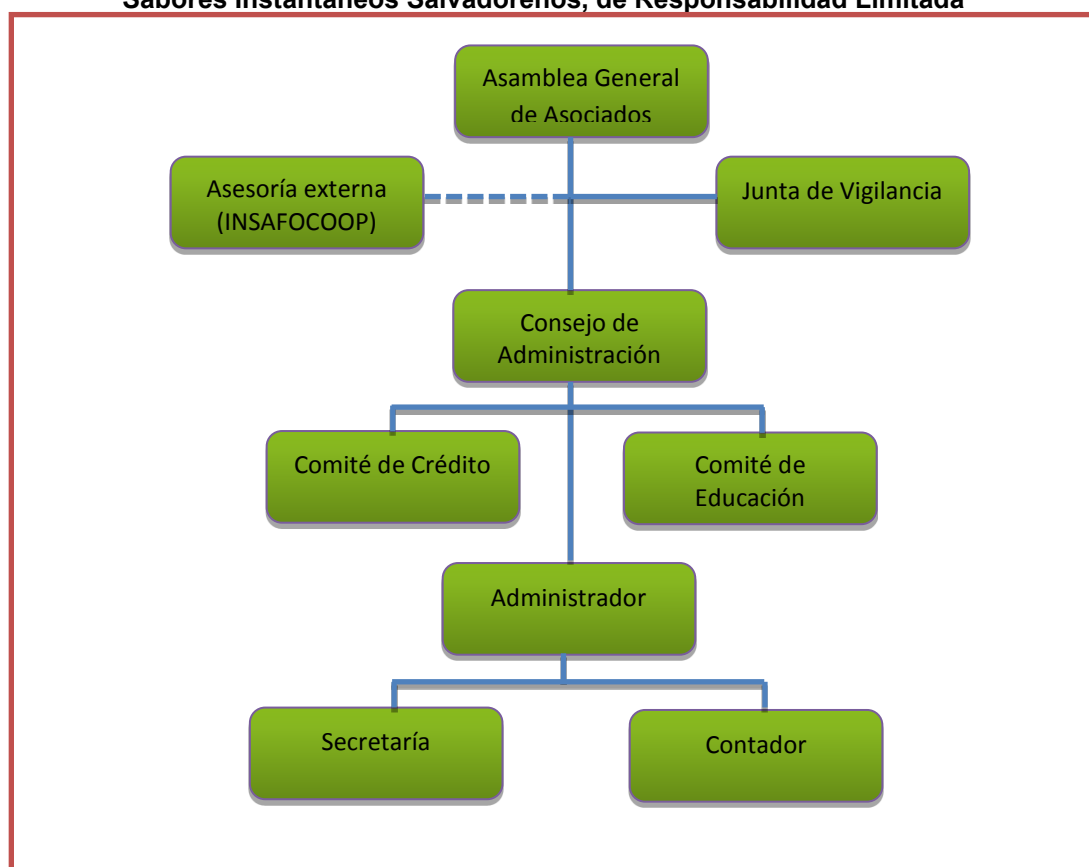 Sabores Instantáneos Salvadoreños, de Responsabilidad Limitada
Asamblea General
de Asociados
Asesoría externa
(INSAFOCOOP)
Junta de Vigilancia
Consejo de
Administración
Comité de Crédito
Comité de
Educación
Administrador
Secretaría
Contador